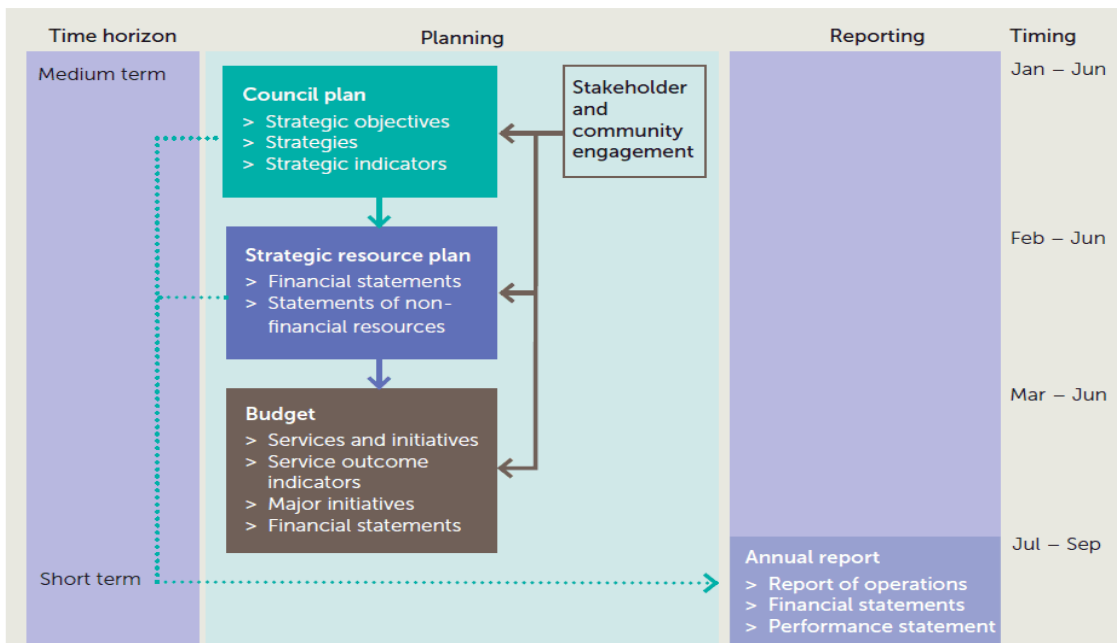 Time horizon
Planning
Reporting
Timing
Medium term
Jan – Jun
Council plan
> Strategic objectives
> Strategies
> Strategic indicators
Stakeholder
and
community
engagement
Feb – Jun
Strategic resource plan
> Financial statements
> Statements of non-
financial resources
Mar – Jun
Budget
> Services and initiatives
> Service outcome
indicators
> Major initiatives
> Financial statements
Jul – Sep
Short term
Annual report
> Report of operations
> Financial statements
> Performance statement